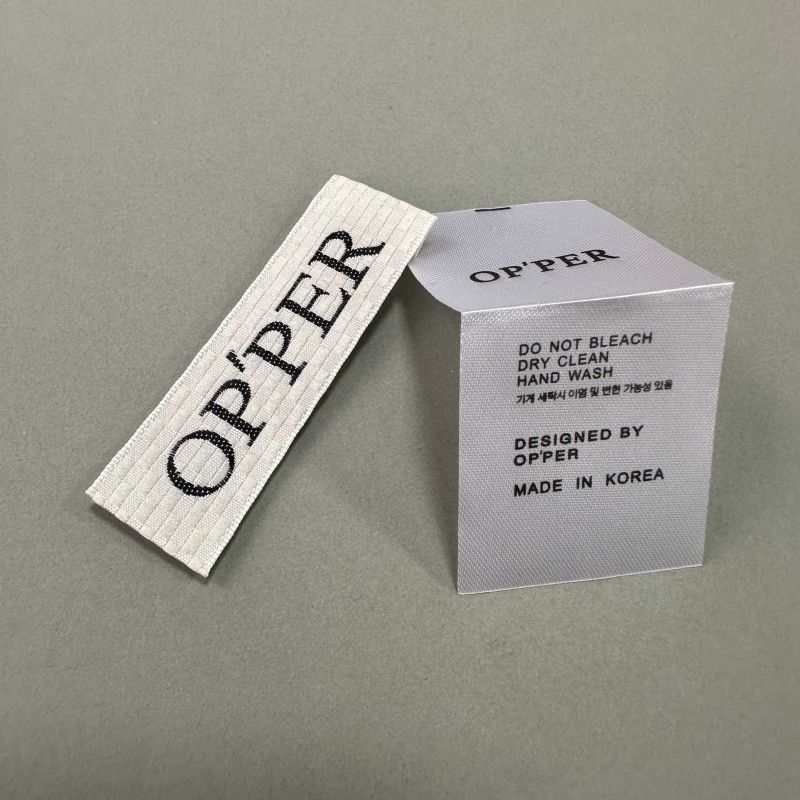 OP'PER
OP'PER
DO NOT BLEACH
DRY CLEAN
HAND WASH
기계 세탁시 이염 및 변형 가능성 있음
DESIGNED BY
OP'PER
MADE IN KOREA